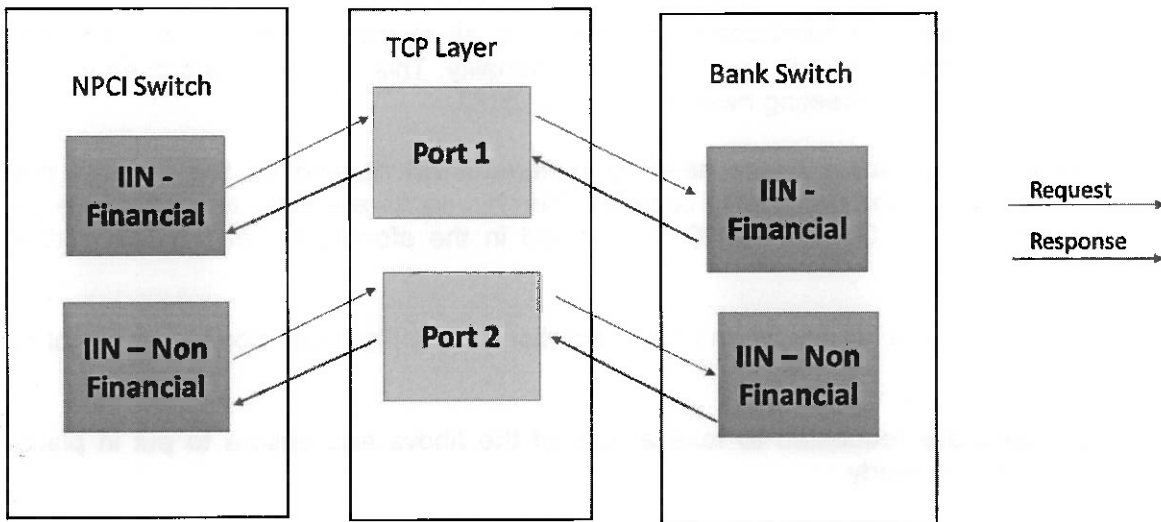 NPCI Switch
IIN -
Financial
IIN – Non
Financial
TCP Layer
Port 1
Port 2
Bank Switch
IIN -
Financial
IIN – Non
Financial
Request
Response